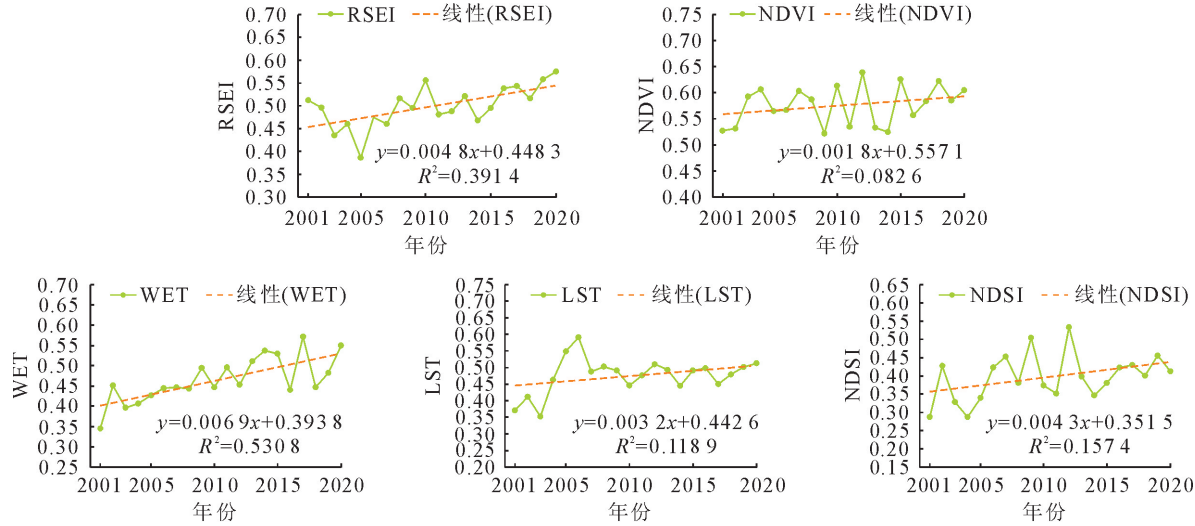 RSEI 线性(RSEI)
0.70
0.65
0.60
0.55
0.50
0.45
0.40
0.35
0.30
RSEI
y=0.004 8x+0.448 3
R²=0.391 4
2001 2005 2010 2015 2020
年份
NDVI 线性(NDVI)
0.75
0.70
0.65
0.60
0.55
0.50
0.45
0.40
NDVI
y=0.001 8x+0.557 1
R²=0.082 6
2001 2005 2010 2015 2020
年份
WET 线性(WET)
0.70
0.65
0.60
0.55
0.50
0.45
0.40
0.35
0.30
0.25
WET
y=0.006 9x+0.393 8
R²=0.530 8
2001 2005 2010 2015 2020
年份
LST 线性(LST)
0.75
0.70
0.65
0.60
0.55
0.50
0.45
0.40
0.35
0.30
0.25
0.20
LST
y=0.003 2x+0.442 6
R²=0.118 9
2001 2005 2010 2015 2020
年份
NDSI 线性(NDSI)
0.65
0.60
0.55
0.50
0.45
0.40
0.35
0.30
0.25
0.20
0.15
NDSI
y=0.004 3x+0.351 5
R²=0.157 4
2001 2005 2010 2015 2020
年份